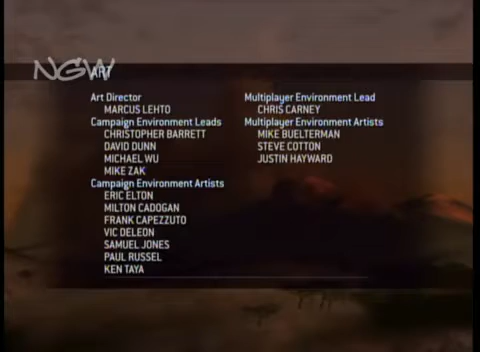 NGW
ART
Art Director
MARCUS LEHTO
Campaign Environment Leads
CHRISTOPHER BARRETT
DAVID DUNN
MICHAEL WU
MIKE ZAK
Campaign Environment Artists
ERIC ELTON
MILTON CADOGAN
FRANK CAPEZZUTO
VIC DELEON
SAMUEL JONES
PAUL RUSSEL
KEN TAYA
Multiplayer Environment Lead
CHRIS CARNEY
Multiplayer Environment Artists
MIKE BUELTERMAN
STEVE COTTON
JUSTIN HAYWARD